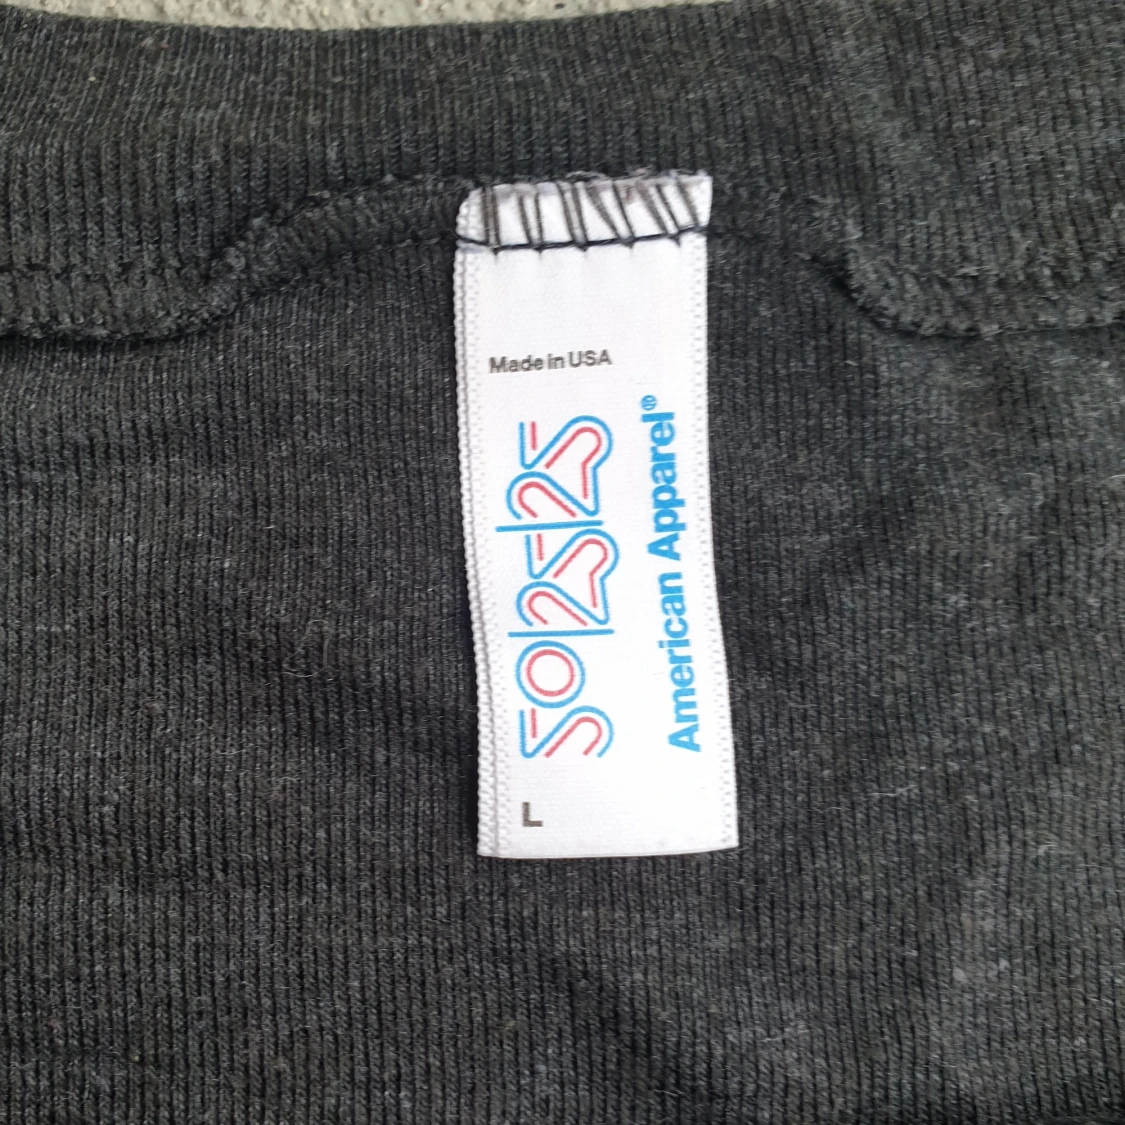 Made in USA
50/25/25
American Apparel®
L